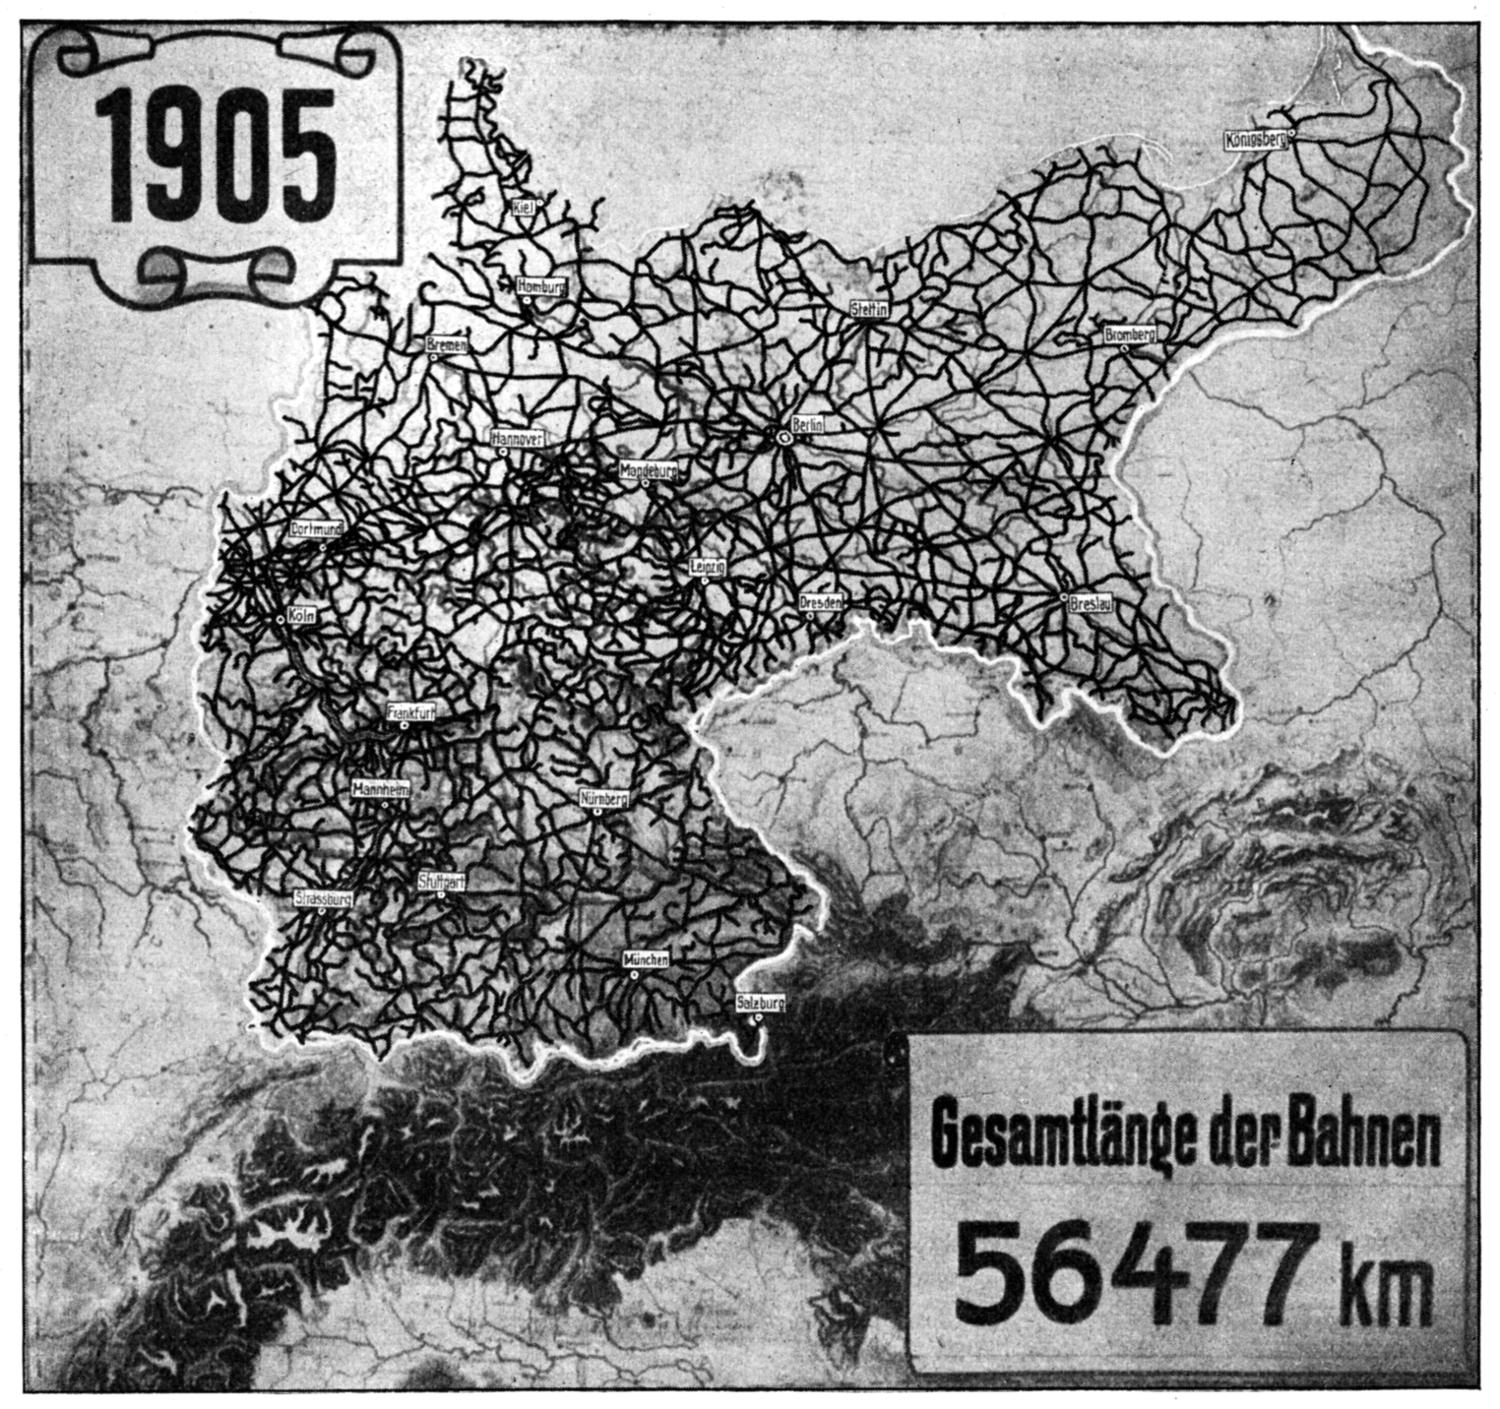 1905
Königsberg
Kiel
Hamburg
Stettin
Bremen
Bromberg
Berlin
Hannover
Magdeburg
Dortmund
Leipzig
Dresden
Breslau
Köln
Frankfurt
Mannheim
Nürnberg
Stuttgart
Strassburg
München
Salzburg
Gesamtlänge der Bahnen
56477 km